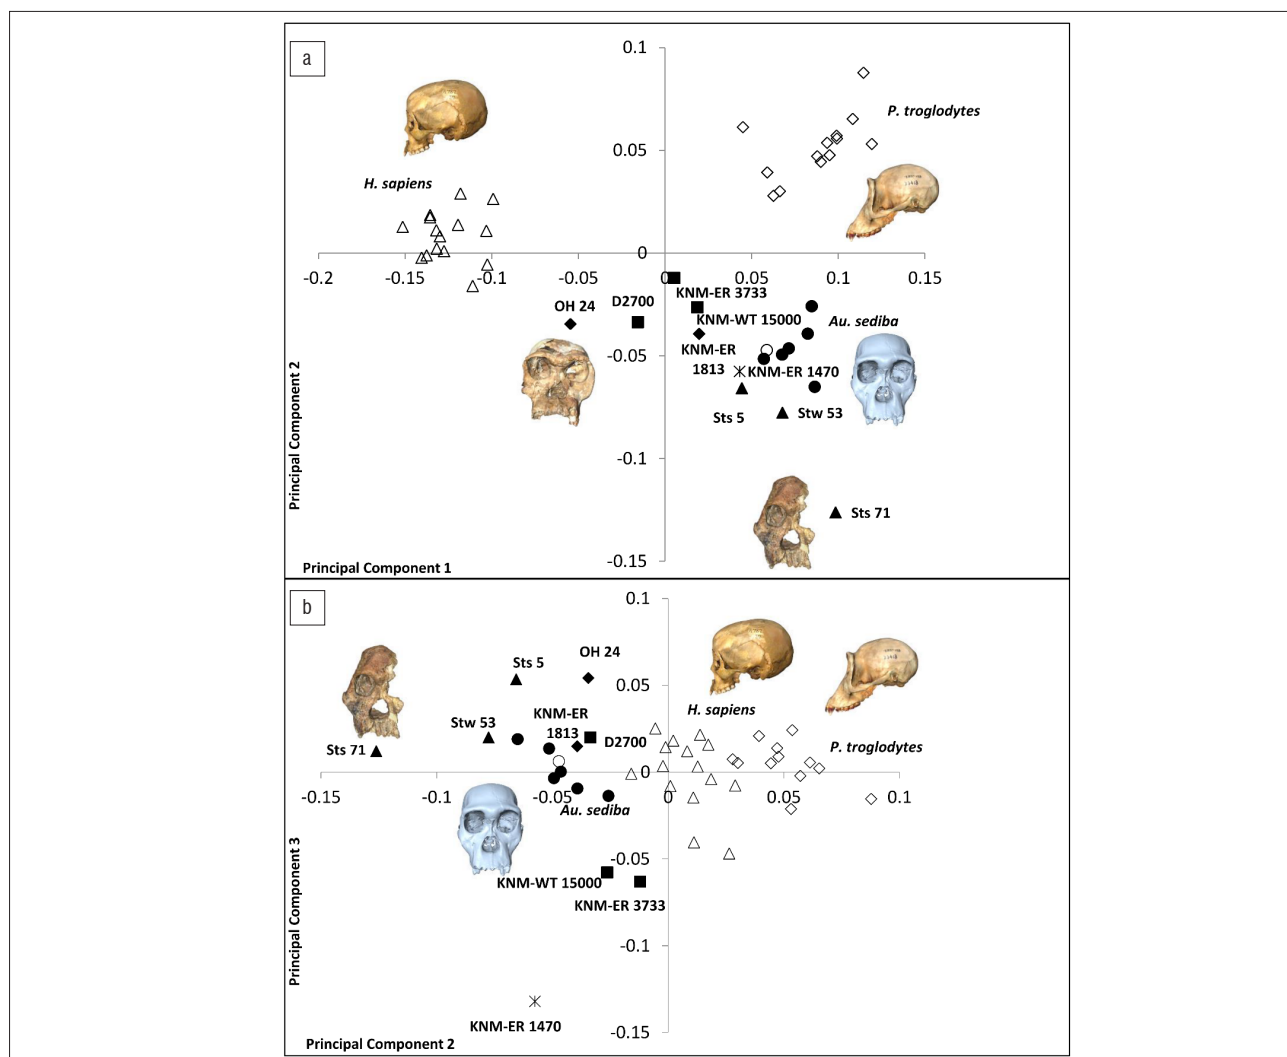 a
0.1
P. troglodytes
0.05
H. sapiens
0
-0.2
-0.15
-0.1
-0.05
0
0.05
0.1
0.15
OH 24
D2700
KNM-ER 3733
KNM-WT 15000
Au. sediba
KNM-ER
1813
-0.05
KNM-ER 1470
Sts 5
Stw 53
-0.1
Sts 71
-0.15
Principal Component 2
Principal Component 1
b
0.1
Sts 5
OH 24
0.05
H. sapiens
P. troglodytes
KNM-ER
1813
Stw 53
D2700
Sts 71
0
-0.15
-0.1
-0.05
0
0.05
0.1
Au. sediba
-0.05
KNM-WT 15000
KNM-ER 3733
-0.1
KNM-ER 1470
-0.15
Principal Component 3
Principal Component 2